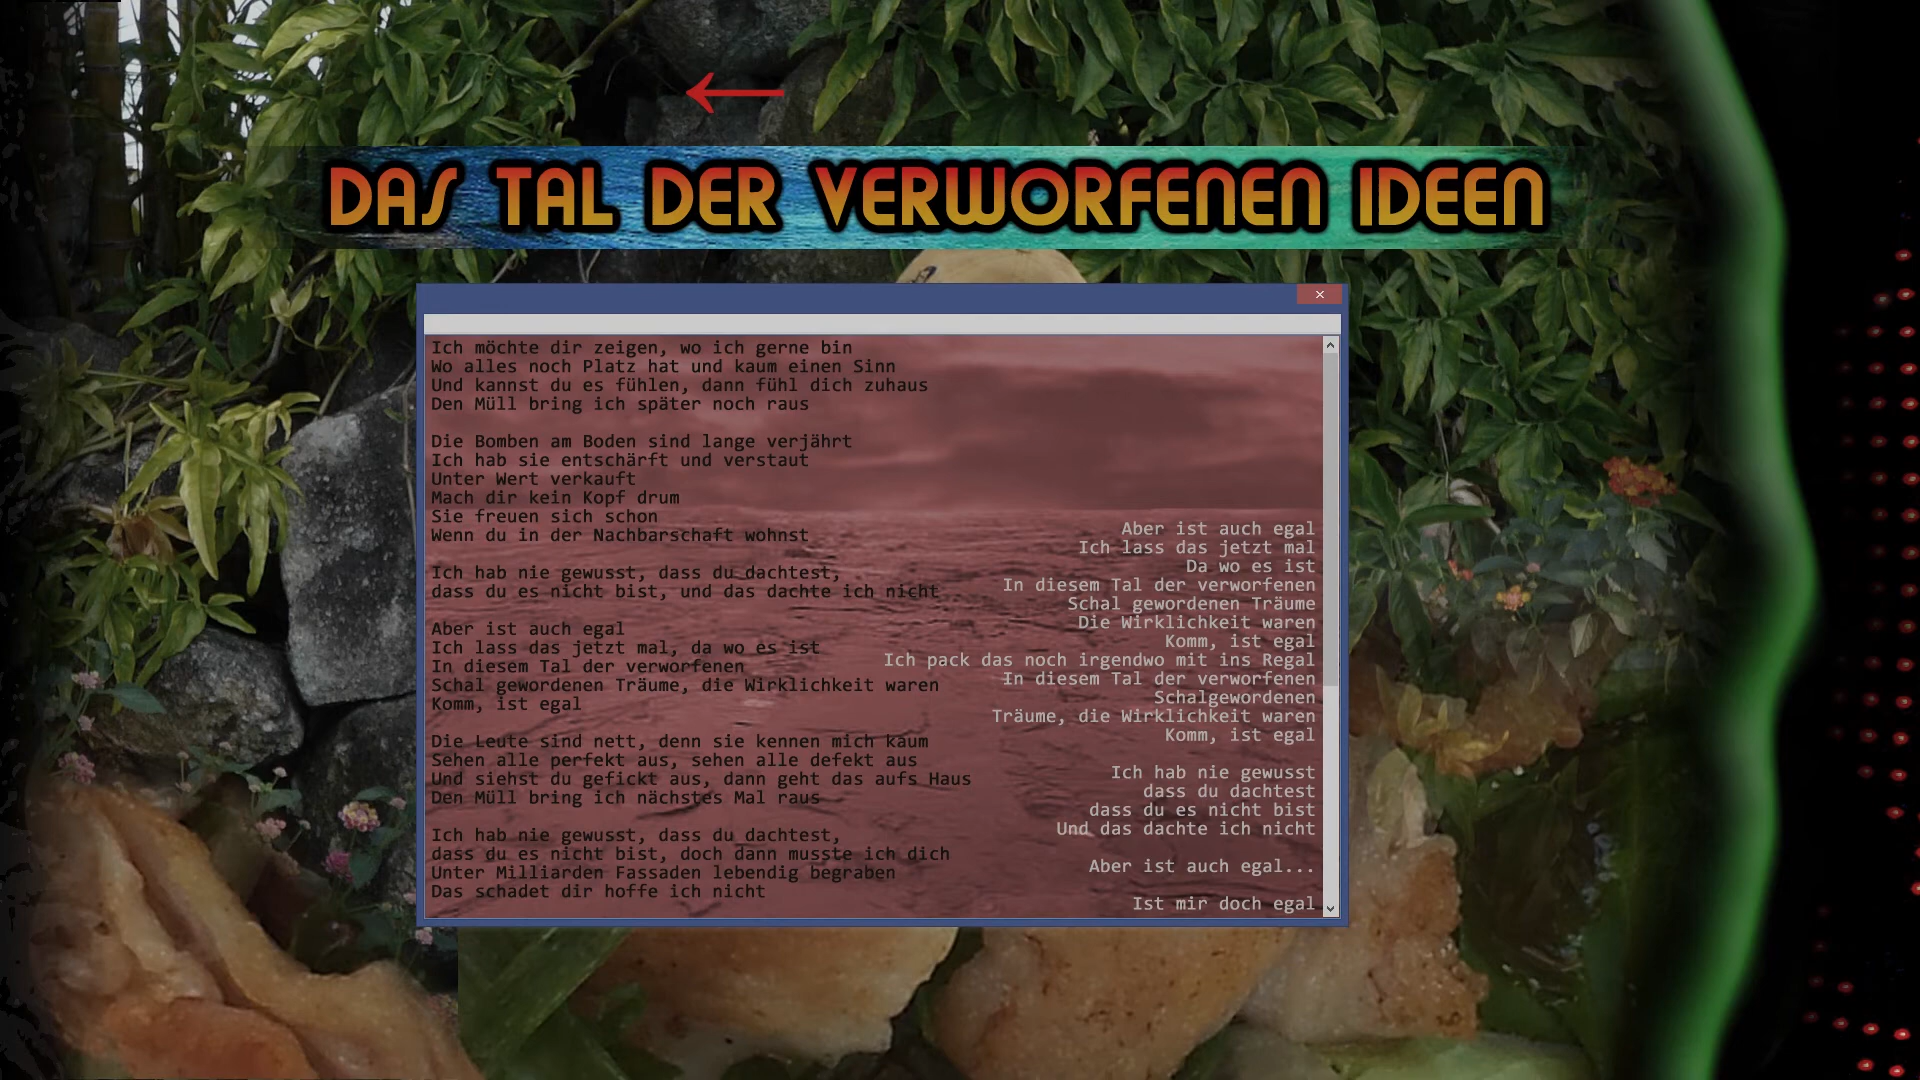 DAS TAL DER VERWORFENEN IDEEN
Ich möchte dir zeigen, wo ich gerne bin
Wo alles noch Platz hat und kaum einen Sinn
Und kannst du es fühlen, dann fühl dich zuhaus
Den Müll bring ich später noch raus
Die Bomben am Boden sind lange verjährt
Ich hab sie entschärft und verstaut
Unter Wert verkauft
Mach dir kein Kopf drum
Sie freuen sich schon
Wenn du in der Nachbarschaft wohnst
Ich hab nie gewusst, dass du dachtest,
dass du es nicht bist, und das dachte ich nicht
Aber ist auch egal
Ich lass das jetzt mal, da wo es ist
In diesem Tal der verworfenen
Schal gewordenen Träume, die Wirklichkeit waren
Komm, ist egal
Die Leute sind nett, denn sie kennen mich kaum
Sehen alle perfekt aus, sehen alle defekt aus
Und siehst du gefickt aus, dann geht das aufs Haus
Den Müll bring ich nächstes Mal raus
Ich hab nie gewusst, dass du dachtest,
dass du es nicht bist, doch dann musste ich dich
Unter Milliarden Fassaden lebendig begraben
Das schadet dir hoffe ich nicht
Aber ist auch egal
Ich lass das jetzt mal
Da wo es ist
In diesem Tal der verworfenen
Schal gewordenen Träume
Die Wirklichkeit waren
Komm, ist egal
Ich pack das noch irgendwo mit ins Regal
In diesem Tal der verworfenen
Schalgewordenen
Träume, die Wirklichkeit waren
Komm, ist egal
Ich hab nie gewusst
dass du dachtest
dass du es nicht bist
Und das dachte ich nicht
Aber ist auch egal...
Ist mir doch egal